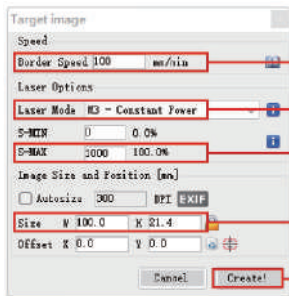 Target image
Speed
Border Speed 100 mm/min
Laser Options
Laser Mode M3 - Constant Power
S-MIN 0 0.0%
S-MAX 1000 100.0%
Image Size and Position [mm]
Autosize 300 DPI EXIF
Size W 100.0 H 21.4
Offset X 0.0 Y 0.0
Cancel Create!